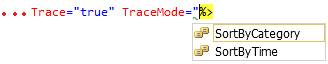 ...Trace="true" TraceMode="%>
SortByCategory
SortByTime